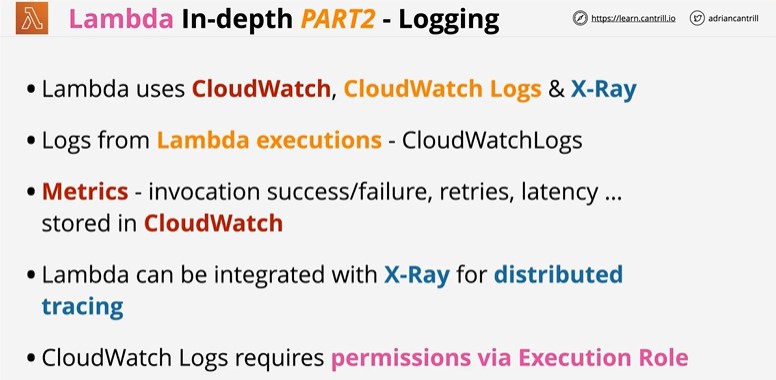 Lambda In-depth PART2 - Logging
https://learn.cantrill.io
adriancantrill
• Lambda uses CloudWatch, CloudWatch Logs & X-Ray
• Logs from Lambda executions - CloudWatchLogs
• Metrics - invocation success/failure, retries, latency ...
stored in CloudWatch
• Lambda can be integrated with X-Ray for distributed
tracing
• CloudWatch Logs requires permissions via Execution Role